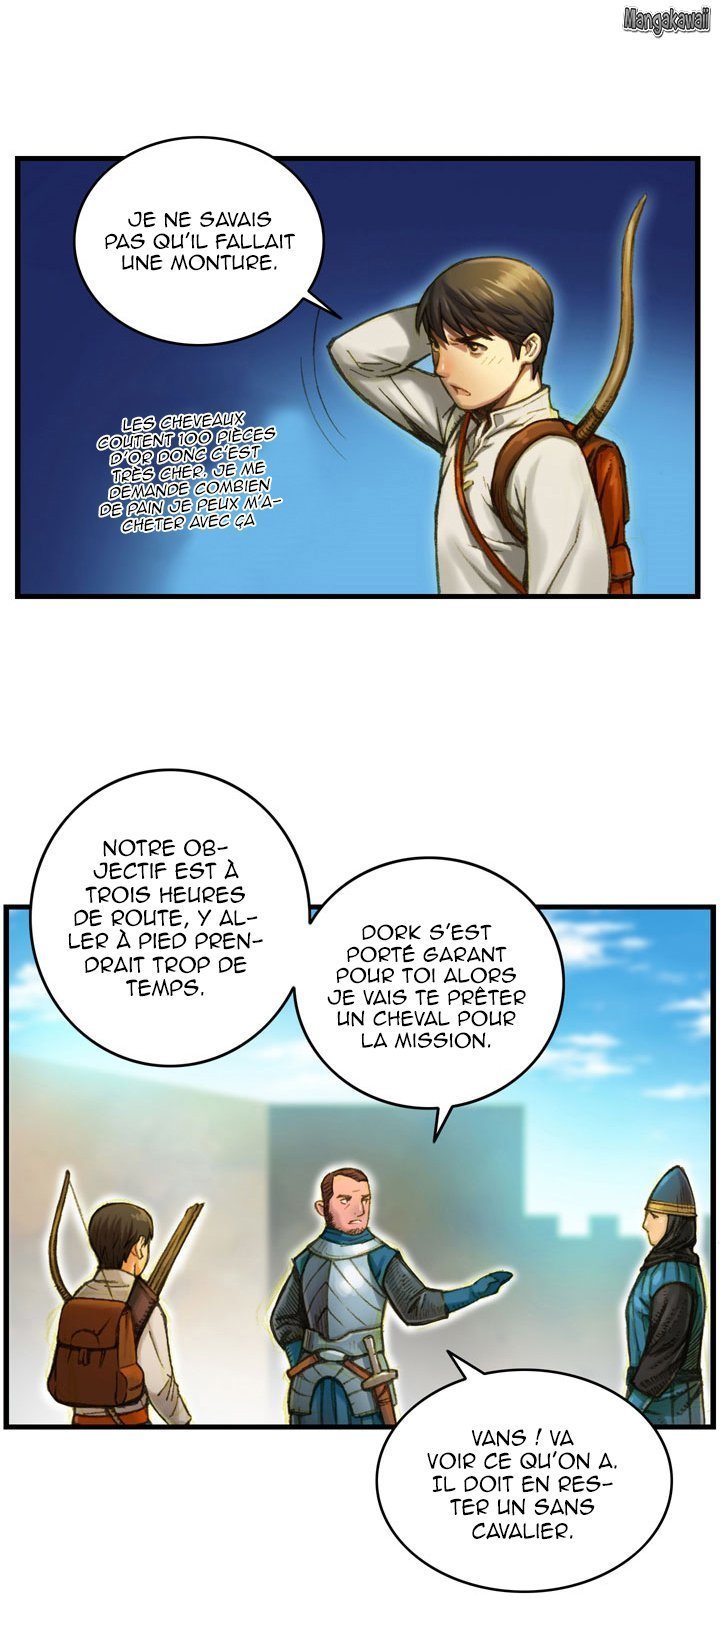 Mangakawaii
JE NE SAVAIS
PAS QU'IL FALLAIT
UNE MONTURE.
LES CHEVEAUX
COUTENT 100 PIÈCES
D'OR DONC C'EST
TRÈS CHER. JE ME
DEMANDE COMBIEN
DE PAIN JE PEUX M'A-
CHETER AVEC ÇA
NOTRE OB-
JECTIF EST À
TROIS HEURES
DE ROUTE, Y AL-
LER À PIED PREN-
DRAIT TROP DE
TEMPS.
DORK S'EST
PORTÉ GARANT
POUR TOI ALORS
JE VAIS TE PRÊTER
UN CHEVAL POUR
LA MISSION.
VANS ! VA
VOIR CE QU'ON A.
IL DOIT EN RES-
TER UN SANS
CAVALIER.